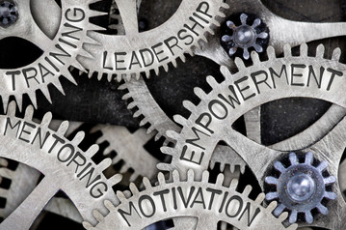 TRAINING
LEADERSHIP
EMPOWERMENT
MENTORING
MOTIVATION